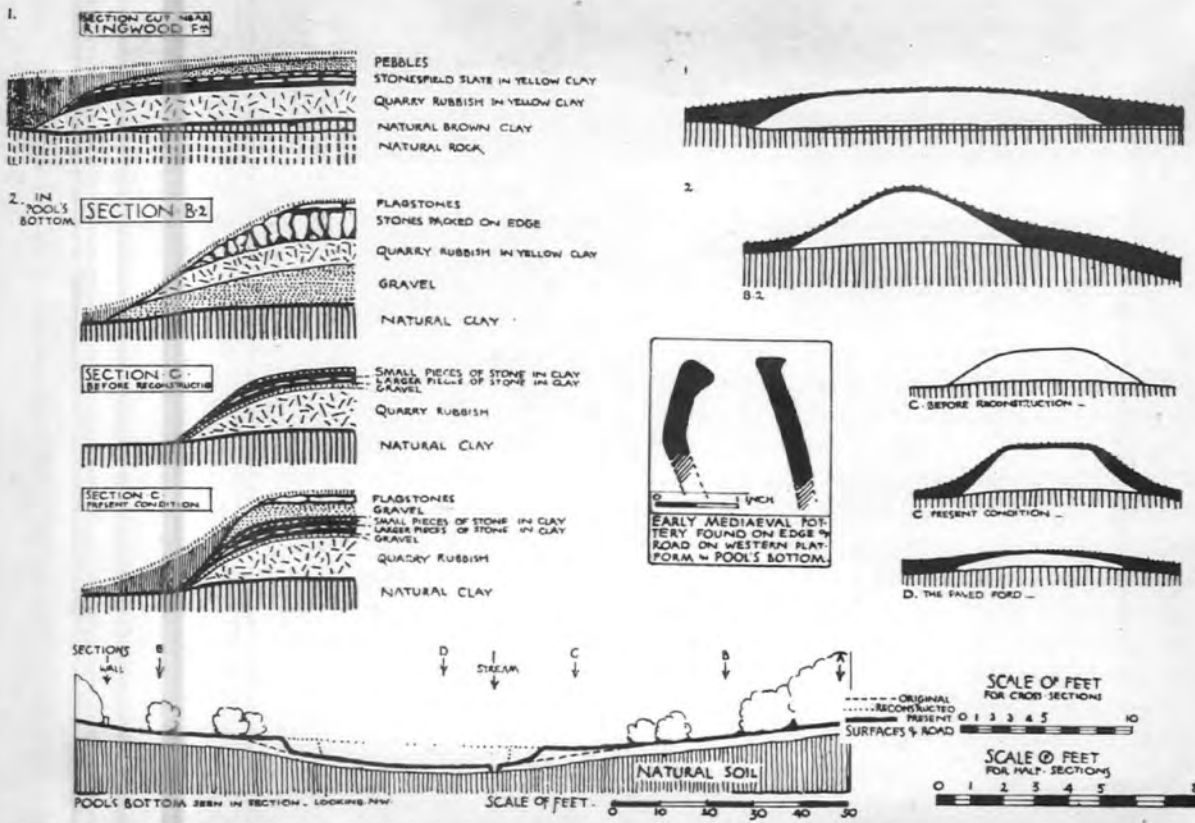 1.
SECTION CUT NEAR
RINGWOOD FM
PEBBLES
STONESFIELD SLATE IN YELLOW CLAY
QUARRY RUBBISH IN YELLOW CLAY
NATURAL BROWN CLAY
NATURAL ROCK
2. IN
POOL'S
BOTTOM
SECTION B·2
FLAGSTONES
STONES PACKED ON EDGE
QUARRY RUBBISH IN YELLOW CLAY
GRAVEL
NATURAL CLAY
SECTION·C·
BEFORE RECONSTRUCTIO
SMALL PIECES OF STONE IN CLAY
LARGER PIECES OF STONE IN CLAY
GRAVEL
QUARRY RUBBISH
NATURAL CLAY
SECTION·C·
PRESENT CONDITION
FLAGSTONES
GRAVEL
SMALL PIECES OF STONE IN CLAY
LARGER PIECES OF STONE IN CLAY
GRAVEL
QUARRY RUBBISH
NATURAL CLAY
1
2.
B·2
0 1 INCH
EARLY MEDIAEVAL POT-
TERY FOUND ON EDGE OF
ROAD ON WESTERN PLAT-
FORM IN POOL'S BOTTOM.
C. BEFORE RECONSTRUCTION _
C PRESENT CONDITION _
D. THE PAVED FORD _
SECTIONS B D C B A
WALL STREAM
ORIGINAL
RECONSTRUCTED
PRESENT
SURFACES OF ROAD
NATURAL SOIL
POOL'S BOTTOM SEEN IN SECTION _ LOOKING NW.
SCALE OF FEET _
0 10 20 30 40 50
SCALE OF FEET
FOR CROSS-SECTIONS
0 1 2 3 4 5 10
SCALE OF FEET
FOR HALF-SECTIONS
0 1 2 3 4 5 8